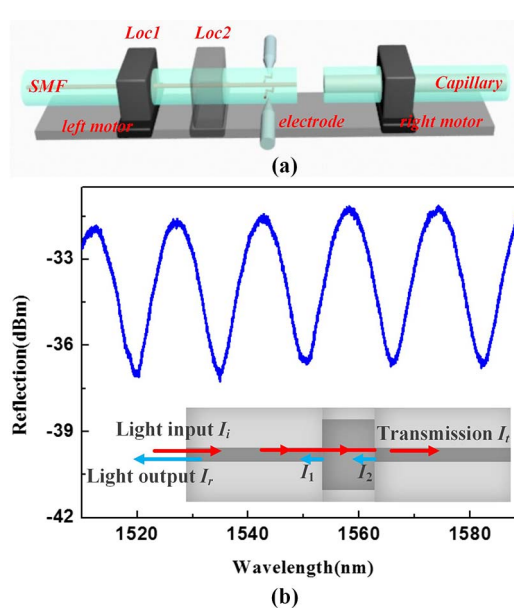 Loc1 Loc2
SMF Capillary
left motor electrode right motor
(a)
-33
-36
-39
-42
Reflection(dBm)
Light input Ii Transmission It
Light output Ir I1 I2
1520 1540 1560 1580
Wavelength(nm)
(b)